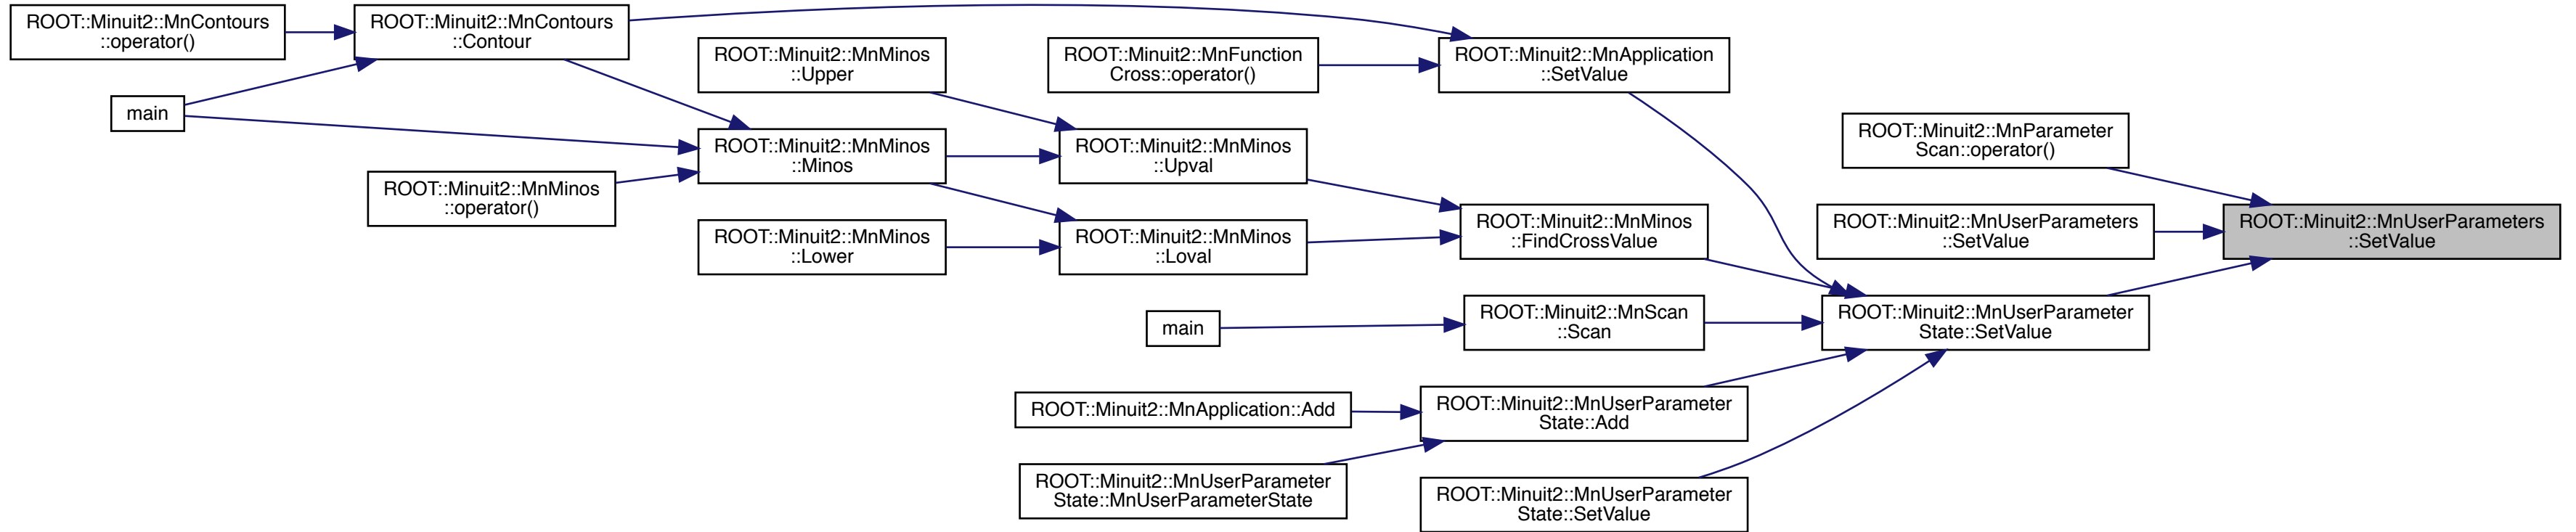 ROOT::Minuit2::MnContours
::operator()
ROOT::Minuit2::MnContours
::Contour
main
ROOT::Minuit2::MnMinos
::operator()
ROOT::Minuit2::MnMinos
::Upper
ROOT::Minuit2::MnMinos
::Minos
ROOT::Minuit2::MnMinos
::Lower
ROOT::Minuit2::MnFunction
Cross::operator()
ROOT::Minuit2::MnMinos
::Upval
ROOT::Minuit2::MnMinos
::Loval
main
ROOT::Minuit2::MnApplication::Add
ROOT::Minuit2::MnUserParameter
State::MnUserParameterState
ROOT::Minuit2::MnApplication
::SetValue
ROOT::Minuit2::MnMinos
::FindCrossValue
ROOT::Minuit2::MnScan
::Scan
ROOT::Minuit2::MnUserParameter
State::Add
ROOT::Minuit2::MnUserParameter
State::SetValue
ROOT::Minuit2::MnParameter
Scan::operator()
ROOT::Minuit2::MnUserParameters
::SetValue
ROOT::Minuit2::MnUserParameter
State::SetValue
ROOT::Minuit2::MnUserParameters
::SetValue